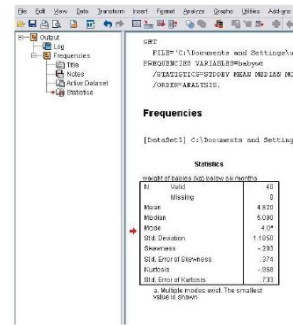 File Edit View Data Transform Insert Format Analyze Graphs Utilities Add-ons
Output
Log
Frequencies
Title
Notes
Active Dataset
Statistics
GET
FILE='C:\Documents and Settings\
FREQUENCIES VARIABLES=babywt
/STATISTICS=STDDEV MEAN MEDIAN MO
/ORDER=ANALYSIS.
Frequencies
[DataSet1] C:\Documents and Setting
Statistics
weight of babies (kg) below six months
N Valid 40
Missing 0
Mean 4.820
Median 5.000
Mode 4.0ª
Std. Deviation 1.1850
Skewness -.203
Std. Error of Skewness .374
Kurtosis -.958
Std. Error of Kurtosis .733
a. Multiple modes exist. The smallest
value is shown